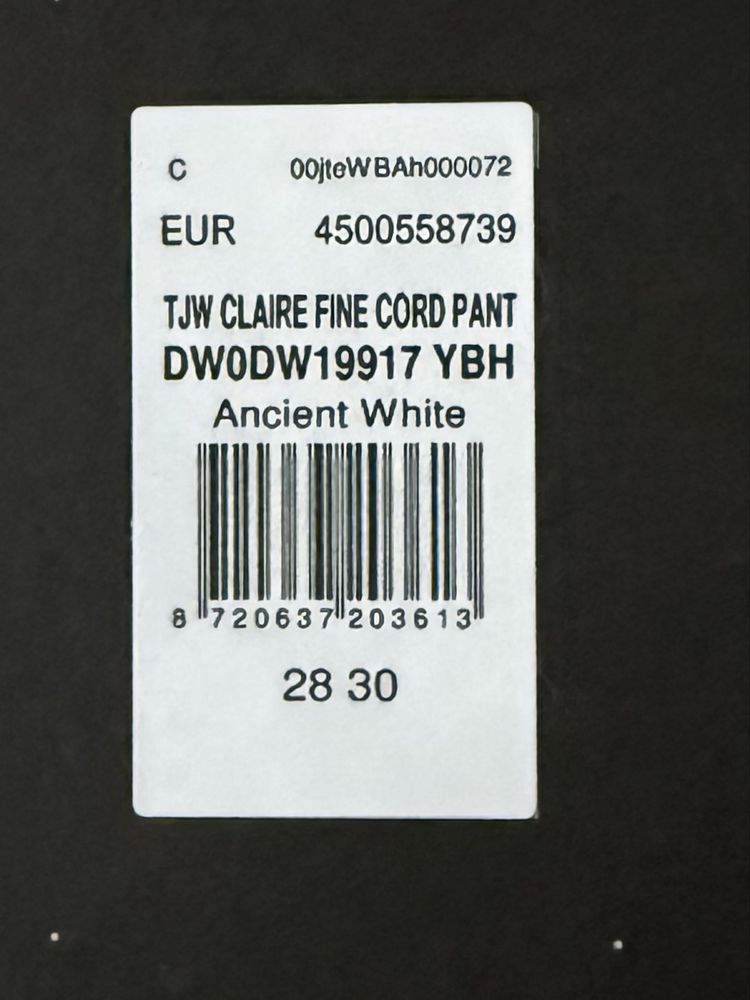 C 00jteWBAh000072
EUR 4500558739
TJW CLAIRE FINE CORD PANT
DW0DW19917 YBH
Ancient White
8 720637 203613
28 30